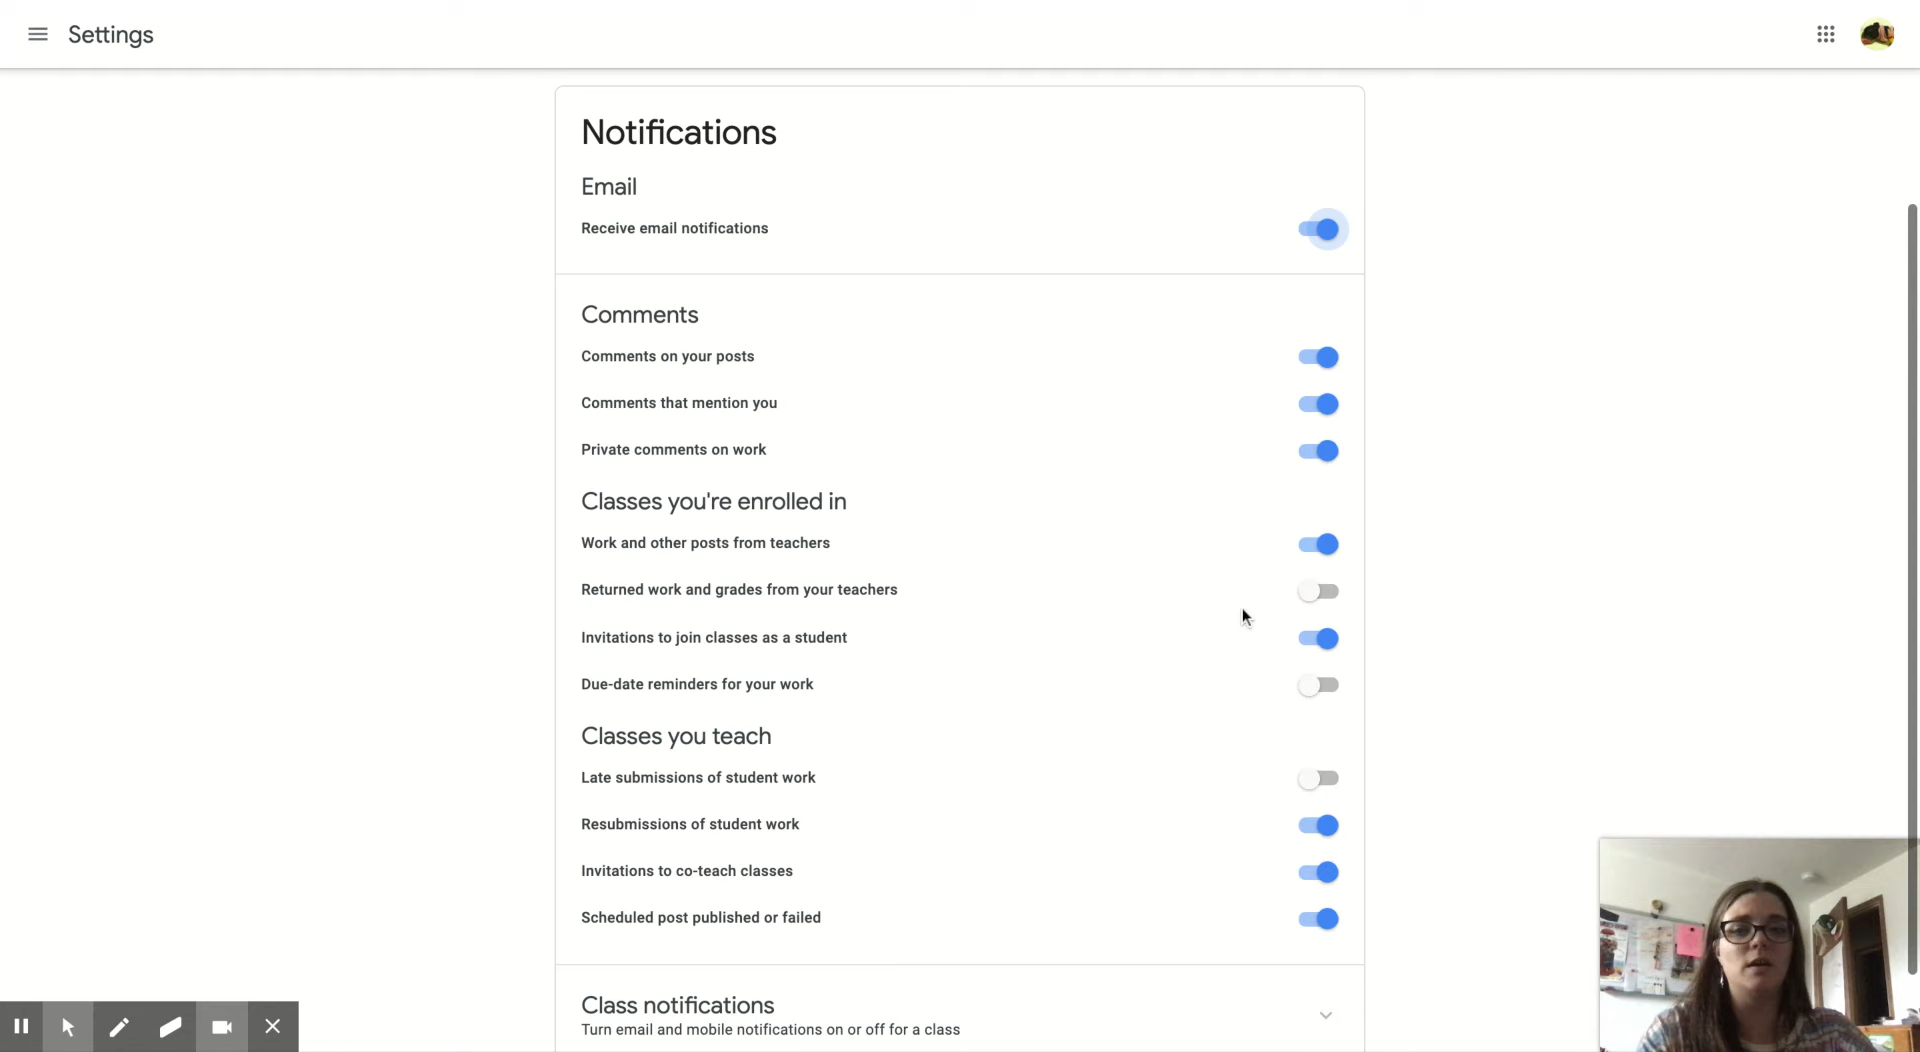 Settings
Notifications
Email
Receive email notifications
Comments
Comments on your posts
Comments that mention you
Private comments on work
Classes you're enrolled in
Work and other posts from teachers
Returned work and grades from your teachers
Invitations to join classes as a student
Due-date reminders for your work
Classes you teach
Late submissions of student work
Resubmissions of student work
Invitations to co-teach classes
Scheduled post published or failed
Class notifications
Turn email and mobile notifications on or off for a class